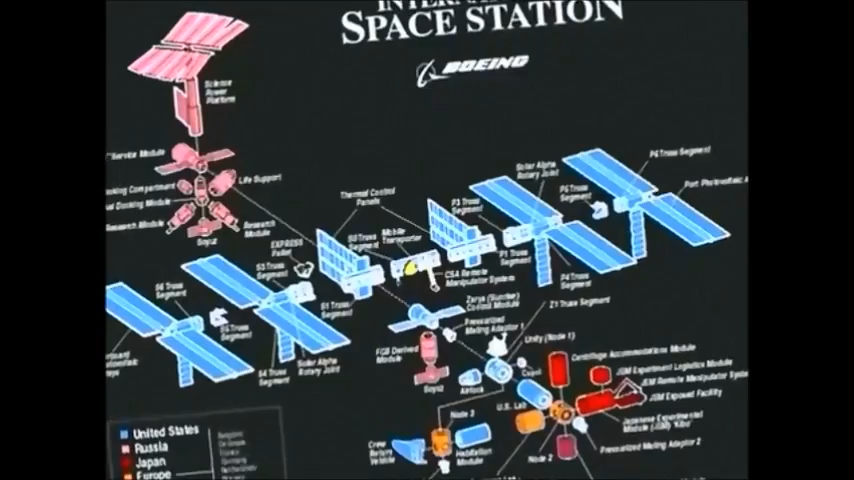 SPACE STATION
BOEING
Science
Power
Platform
Service Module
Life Support
Docking Module
Research Module
Research
Module
Soyuz
Thermal Control
Panels
EXPRESS
Pallet
S0 Truss
Segment
Mobile
Transporter
P3 Truss
Segment
Solar Alpha
Rotary Joint
P5 Truss
Segment
P6 Truss Segment
Port Photovoltaic
S6 Truss
Segment
S5 Truss
Segment
S3 Truss
Segment
S1 Truss
Segment
S4 Truss
Segment
Solar Alpha
Rotary Joint
P1 Truss
Segment
P4 Truss
Segment
CSA Remote
Manipulator System
Zarya (Sunrise)
Control Module
Z1 Truss Segment
Pressurized
Mating Adaptor 1
Unity (Node 1)
FGB Derived
Module
Soyuz
Airlock
Cupola
Centrifuge Accommodations Module
JEM Experiment Logistics Module
JEM Remote Manipulator System
JEM Exposed Facility
Japanese Experimental
Module (JEM) "Kibo"
Pressurized Mating Adaptor 2
U.S. Lab
Node 2
Node 3
Crew
Return
Vehicle
Habitation
Module
United States
Russia
Japan
Europe